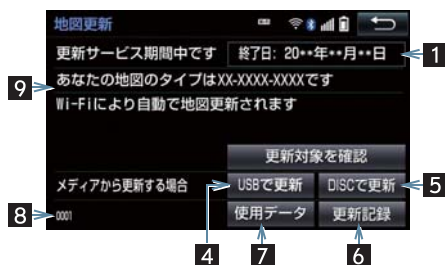 地図更新
更新サービス期間中です 終了日: 20**年**月**日 1
9 あなたの地図のタイプはXX-XXXX-XXXXです
Wi-Fiにより自動で地図更新されます
更新対象を確認
メディアから更新する場合 USBで更新 DISCで更新 5
8 0001 使用データ 更新記録
4 7 6